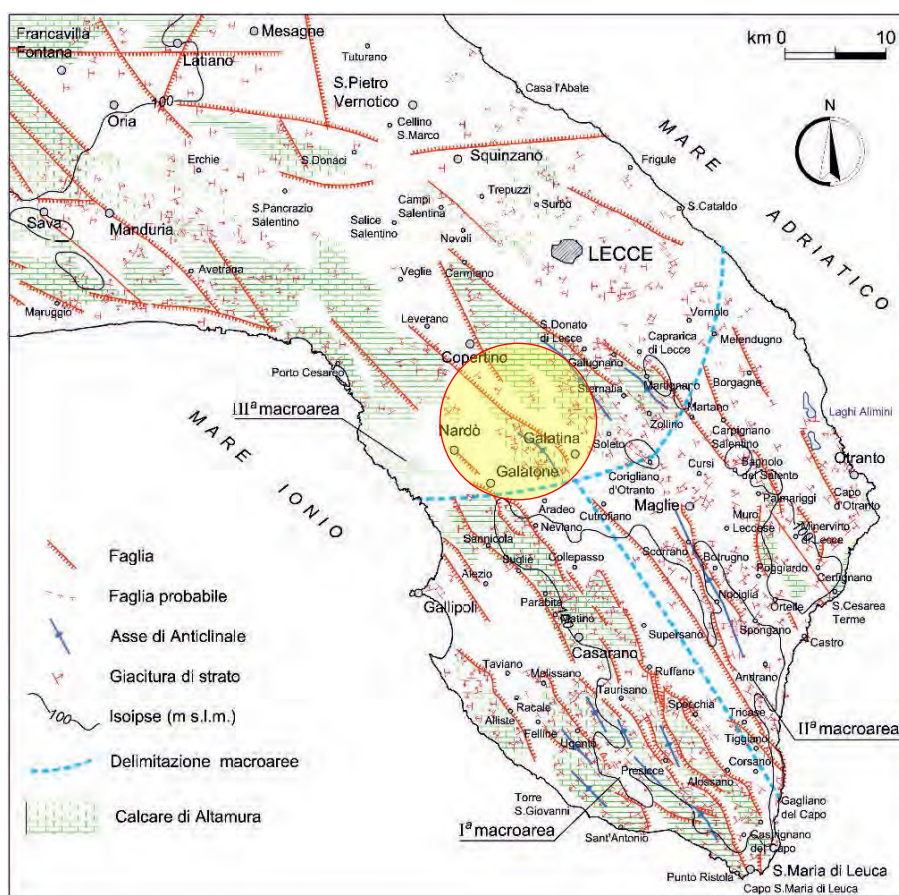 Francavilla
Fontana
Latiano
Mesagne
Tuturano
km 0 10
S.Pietro
Vernotico
Casa l'Abate
100
Oria
Cellino
S.Marco
N
MARE
ADRIATICO
Erchie
S.Donaci
Squinzano
Frigule
S.Pancrazio
Salentino
Campi
Salentina
Trepuzzi
Surbo
S.Cataldo
Sava
Manduria
Salice
Salentino
Novoli
LECCE
Avetrana
Veglie
Carmiano
Maruggio
Leverano
S.Donato
di Lecce
Vernole
Caprarica
di Lecce
Melendugno
Copertino
Galugnano
Porto Cesareo
Sternatia
Martignano
Borgagne
IIIª macroarea
Martano
Laghi Alimini
MARE
IONIO
Nardò
Galatina
Soleto
Zollino
Carpignano
Salentino
Otranto
Galatone
Corigliano
d'Otranto
Cursi
Bagnolo
del Salento
Palmariggi
Capo
d'Otranto
Aradeo
Neviano
Cutrofiano
Maglie
Muro
Leccese
Minervino
di Lecce
Sannicola
Tuglie
Collepasso
Scorrano
Botrugno
Poggiardo
Cerfignano
Faglia
Alezio
Nociglia
Ortelle
S.Cesarea
Terme
Faglia probabile
Gallipoli
Parabita
Matino
100
Supersano
Spongano
Castro
Asse di Anticlinale
Casarano
Giacitura di strato
Taviano
Melissano
Ruffano
Andrano
Taurisano
Racale
Specchia
Tricase
100
Isoipse (m s.l.m.)
Alliste
Felline
Ugento
Tiggiano
IIª macroarea
Delimitazione macroaree
Presicce
Corsano
Alessano
Calcare di Altamura
Torre
S.Giovanni
Gagliano
del Capo
Iª macroarea
Sant'Antonio
Castrignano
del Capo
Punto Ristola
S.Maria di Leuca
Capo S.Maria di Leuca